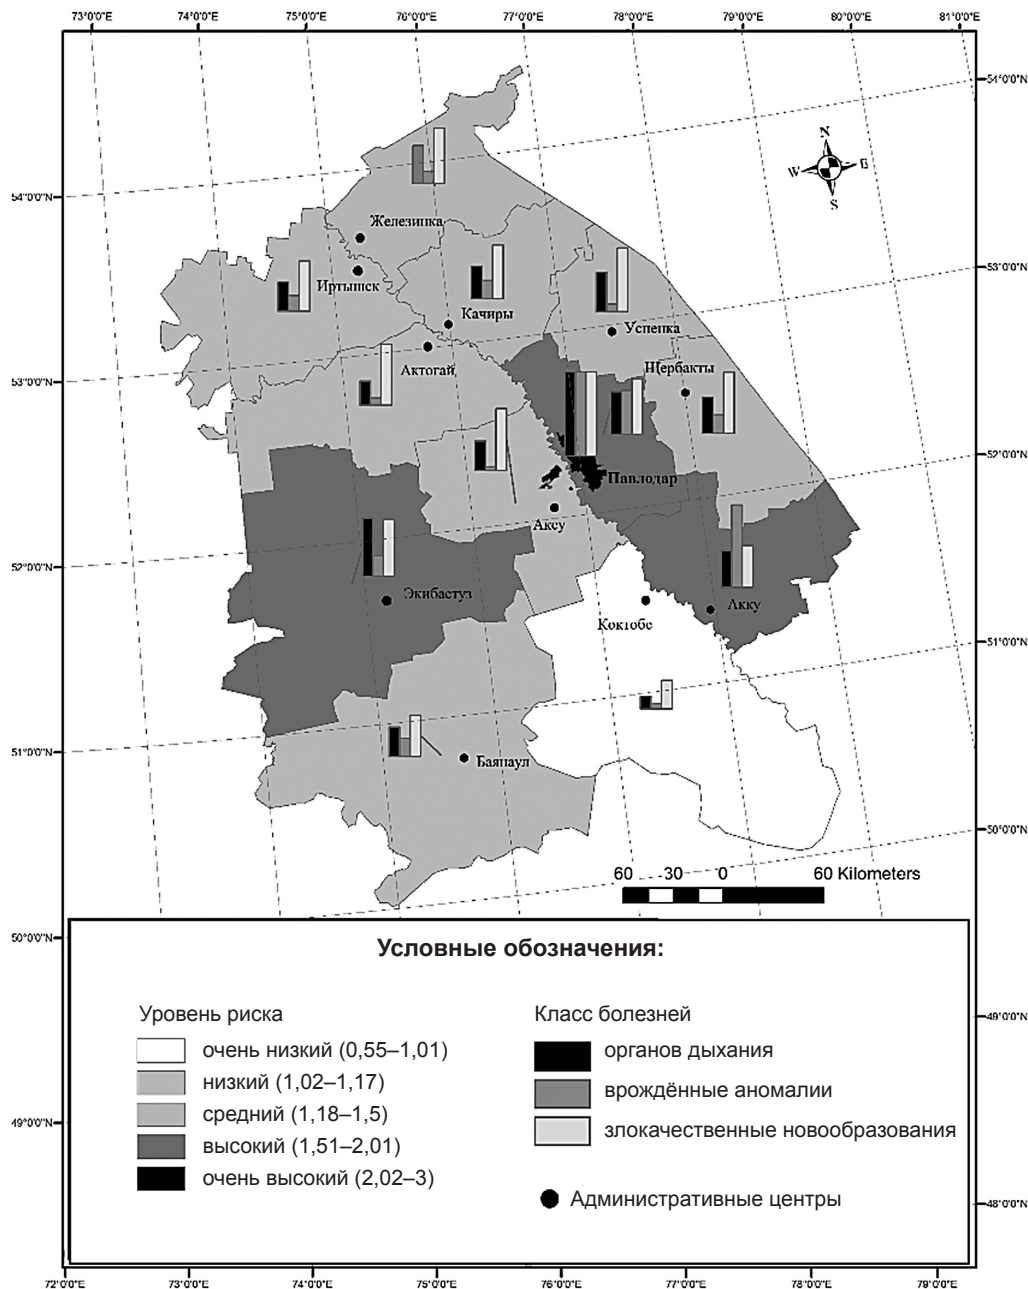 73°0'0"E 74°0'0"E 75°0'0"E 76°0'0"E 77°0'0"E 78°0'0"E 79°0'0"E 80°0'0"E 81°0'0"E
54°0'0"N
N
W E
S
54°0'0"N
Железинка
53°0'0"N
Иртышск
Качиры
Успенка
Актогай
Щербакты
53°0'0"N
52°0'0"N
Павлодар
Аксу
52°0'0"N
Экибастуз
Акку
Коктобе
51°0'0"N
51°0'0"N
Баянаул
50°0'0"N
60 30 0 60 Kilometers
50°0'0"N
Условные обозначения:
Уровень риска
очень низкий (0,55–1,01)
низкий (1,02–1,17)
средний (1,18–1,5)
высокий (1,51–2,01)
очень высокий (2,02–3)
Класс болезней
органов дыхания
врождённые аномалии
злокачественные новообразования
Административные центры
49°0'0"N
49°0'0"N
48°0'0"N
72°0'0"E 73°0'0"E 74°0'0"E 75°0'0"E 76°0'0"E 77°0'0"E 78°0'0"E 79°0'0"E